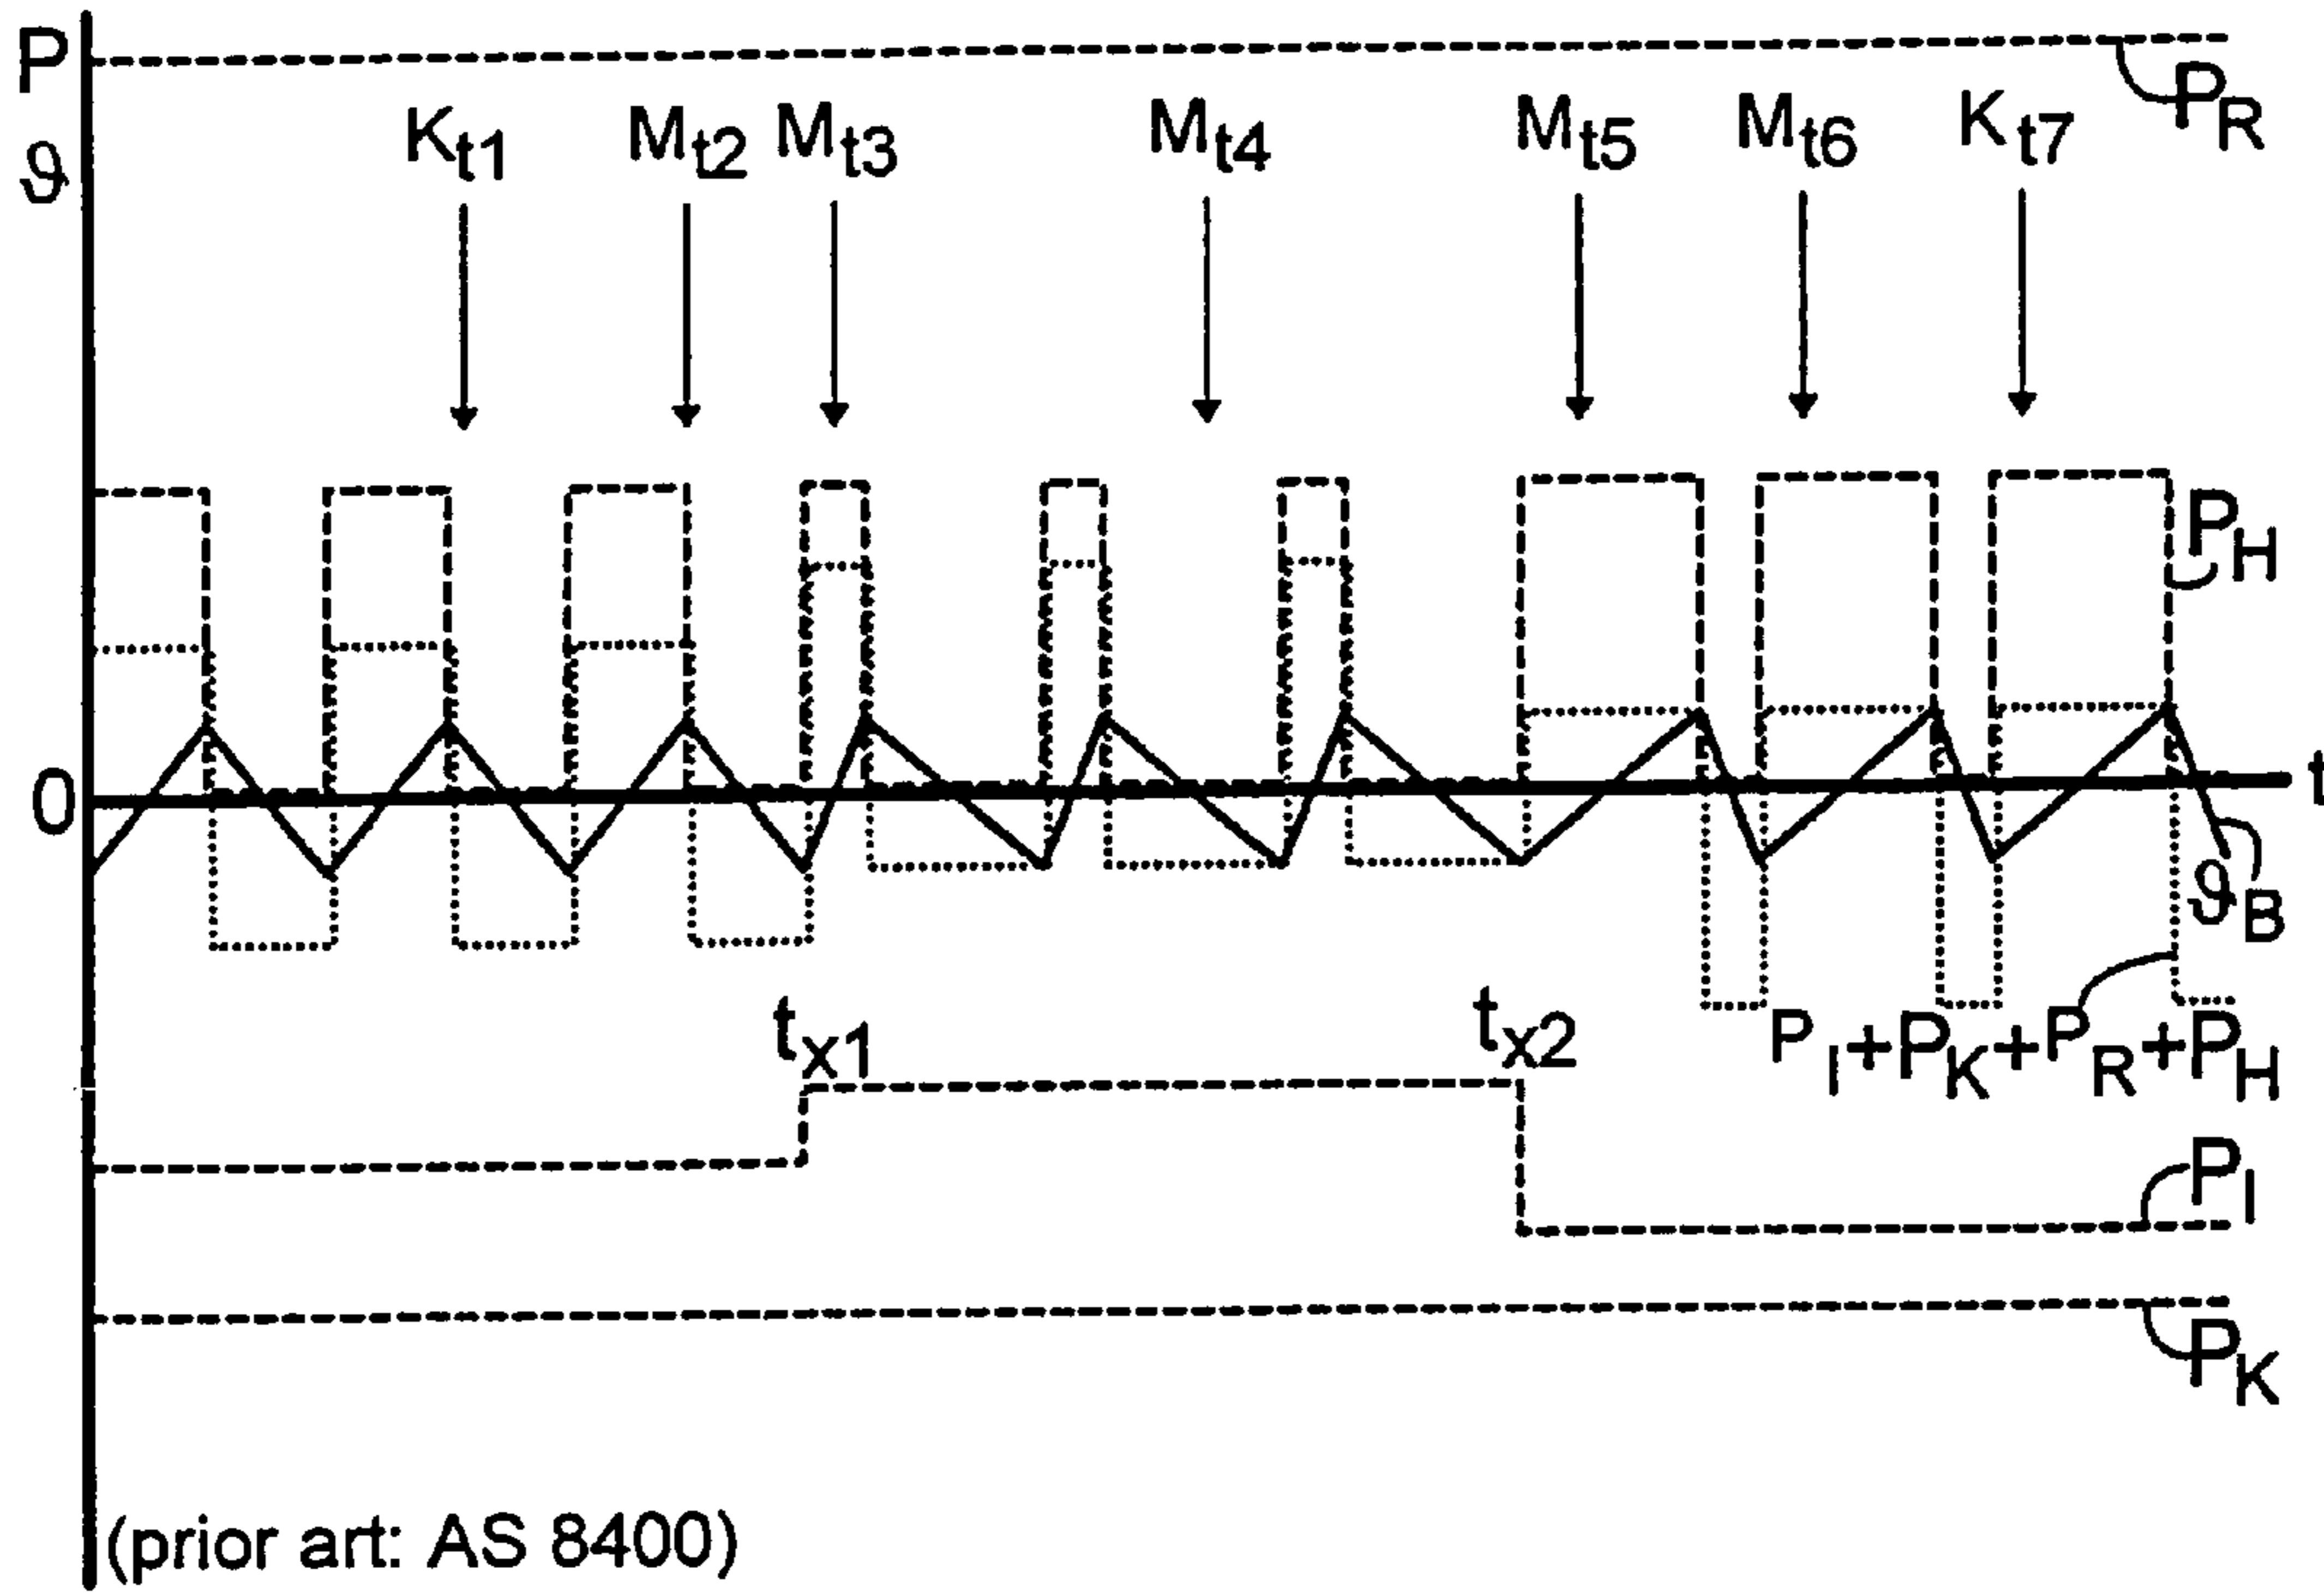 P
ϑ
P_R
K_t1
M_t2
M_t3
M_t4
M_t5
M_t6
K_t7
P_H
0
t
ϑ_B
t_x1
t_x2
P_I+P_K+P_R+P_H
P_I
P_K
(prior art: AS 8400)